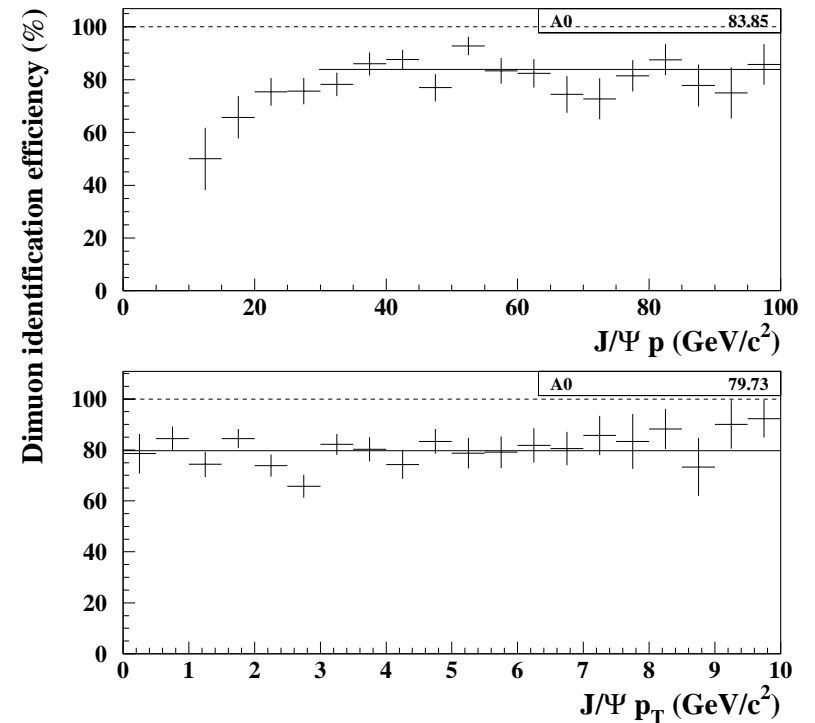 Dimuon identification efficiency (%)
A0 83.85
100
80
60
40
20
0
0 20 40 60 80 100
J/Ψ p (GeV/c²)
A0 79.73
100
80
60
40
20
0
0 1 2 3 4 5 6 7 8 9 10
J/Ψ p_T (GeV/c²)